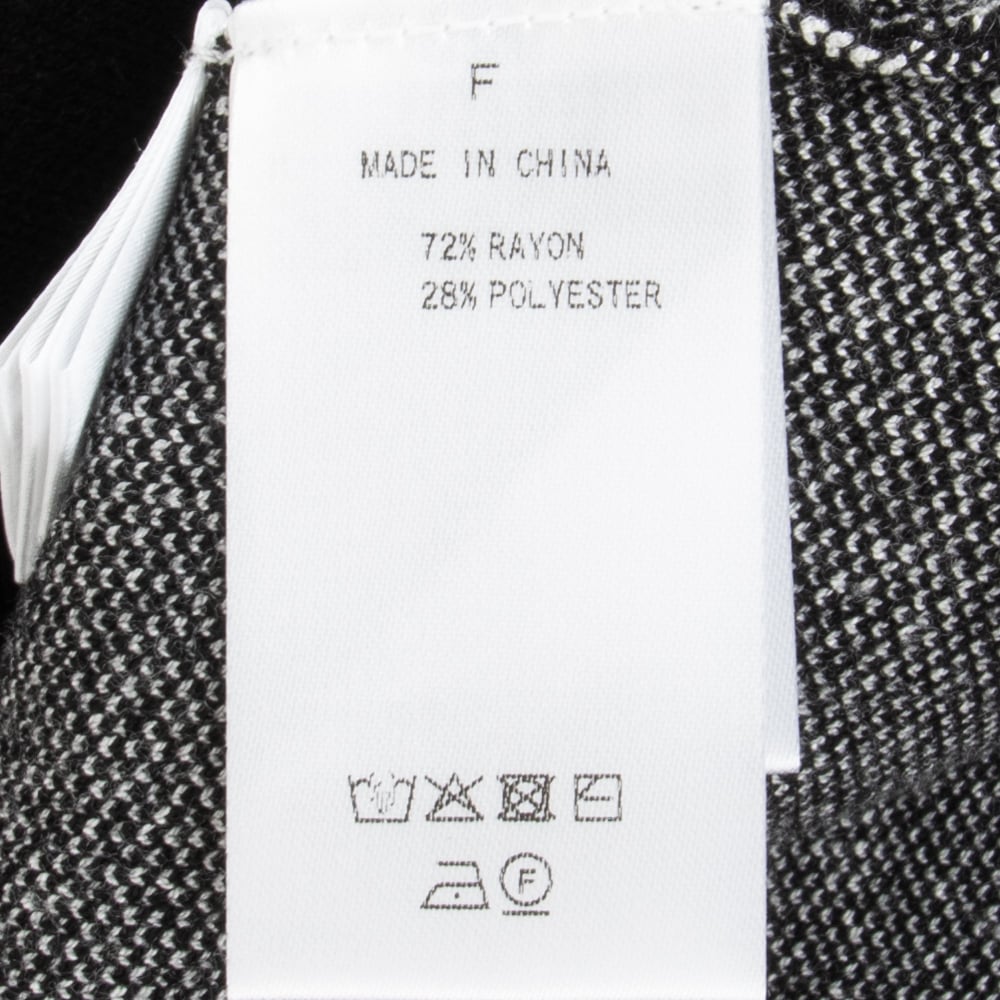 F
MADE IN CHINA
72% RAYON
28% POLYESTER
F